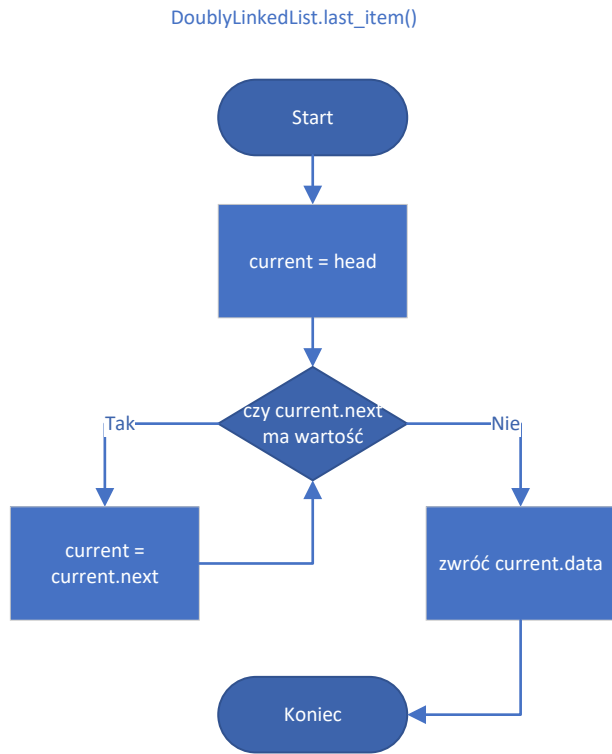 DoublyLinkedList.last_item()
Start
current = head
czy current.next
ma wartość
Tak
Nie
current =
current.next
zwróć current.data
Koniec